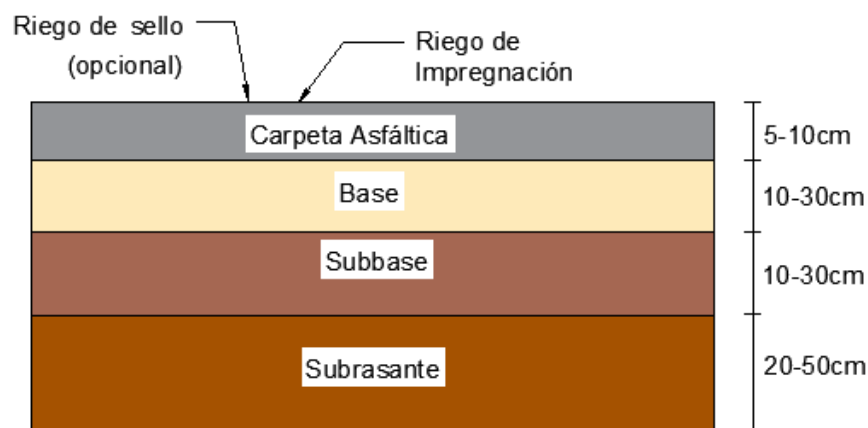 Riego de sello
(opcional)
Riego de
Impregnación
Carpeta Asfáltica
5-10cm
Base
10-30cm
Subbase
10-30cm
Subrasante
20-50cm